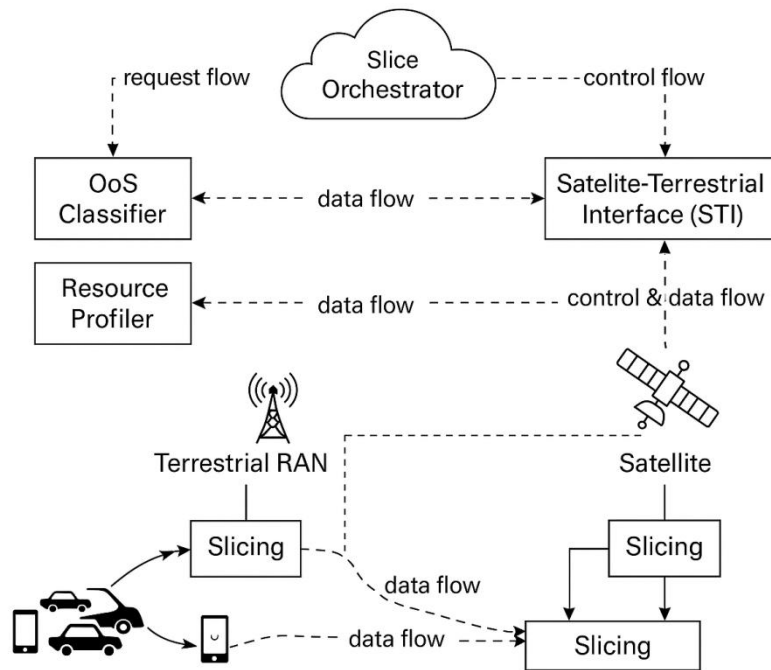 Slice
Orchestrator
request flow
control flow
OoS
Classifier
data flow
Satelite-Terrestrial
Interface (STI)
Resource
Profiler
data flow
control & data flow
Terrestrial RAN
Satellite
Slicing
Slicing
data flow
data flow
Slicing